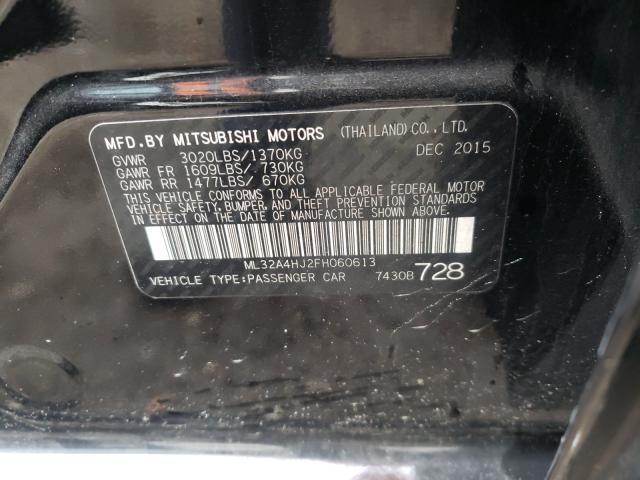 MFD.BY MITSUBISHI MOTORS (THAILAND) CO., LTD.
GVWR 3020LBS/1370KG DEC 2015
GAWR FR 1609LBS/ 730KG
GAWR RR 1477LBS/ 670KG
THIS VEHICLE CONFORMS TO ALL APPLICABLE FEDERAL MOTOR
VEHICLE SAFETY, BUMPER, AND THEFT PREVENTION STANDARDS
IN EFFECT ON THE DATE OF MANUFACTURE SHOWN ABOVE.
ML32A4HJ2FH060613
VEHICLE TYPE:PASSENGER CAR 7430B 728